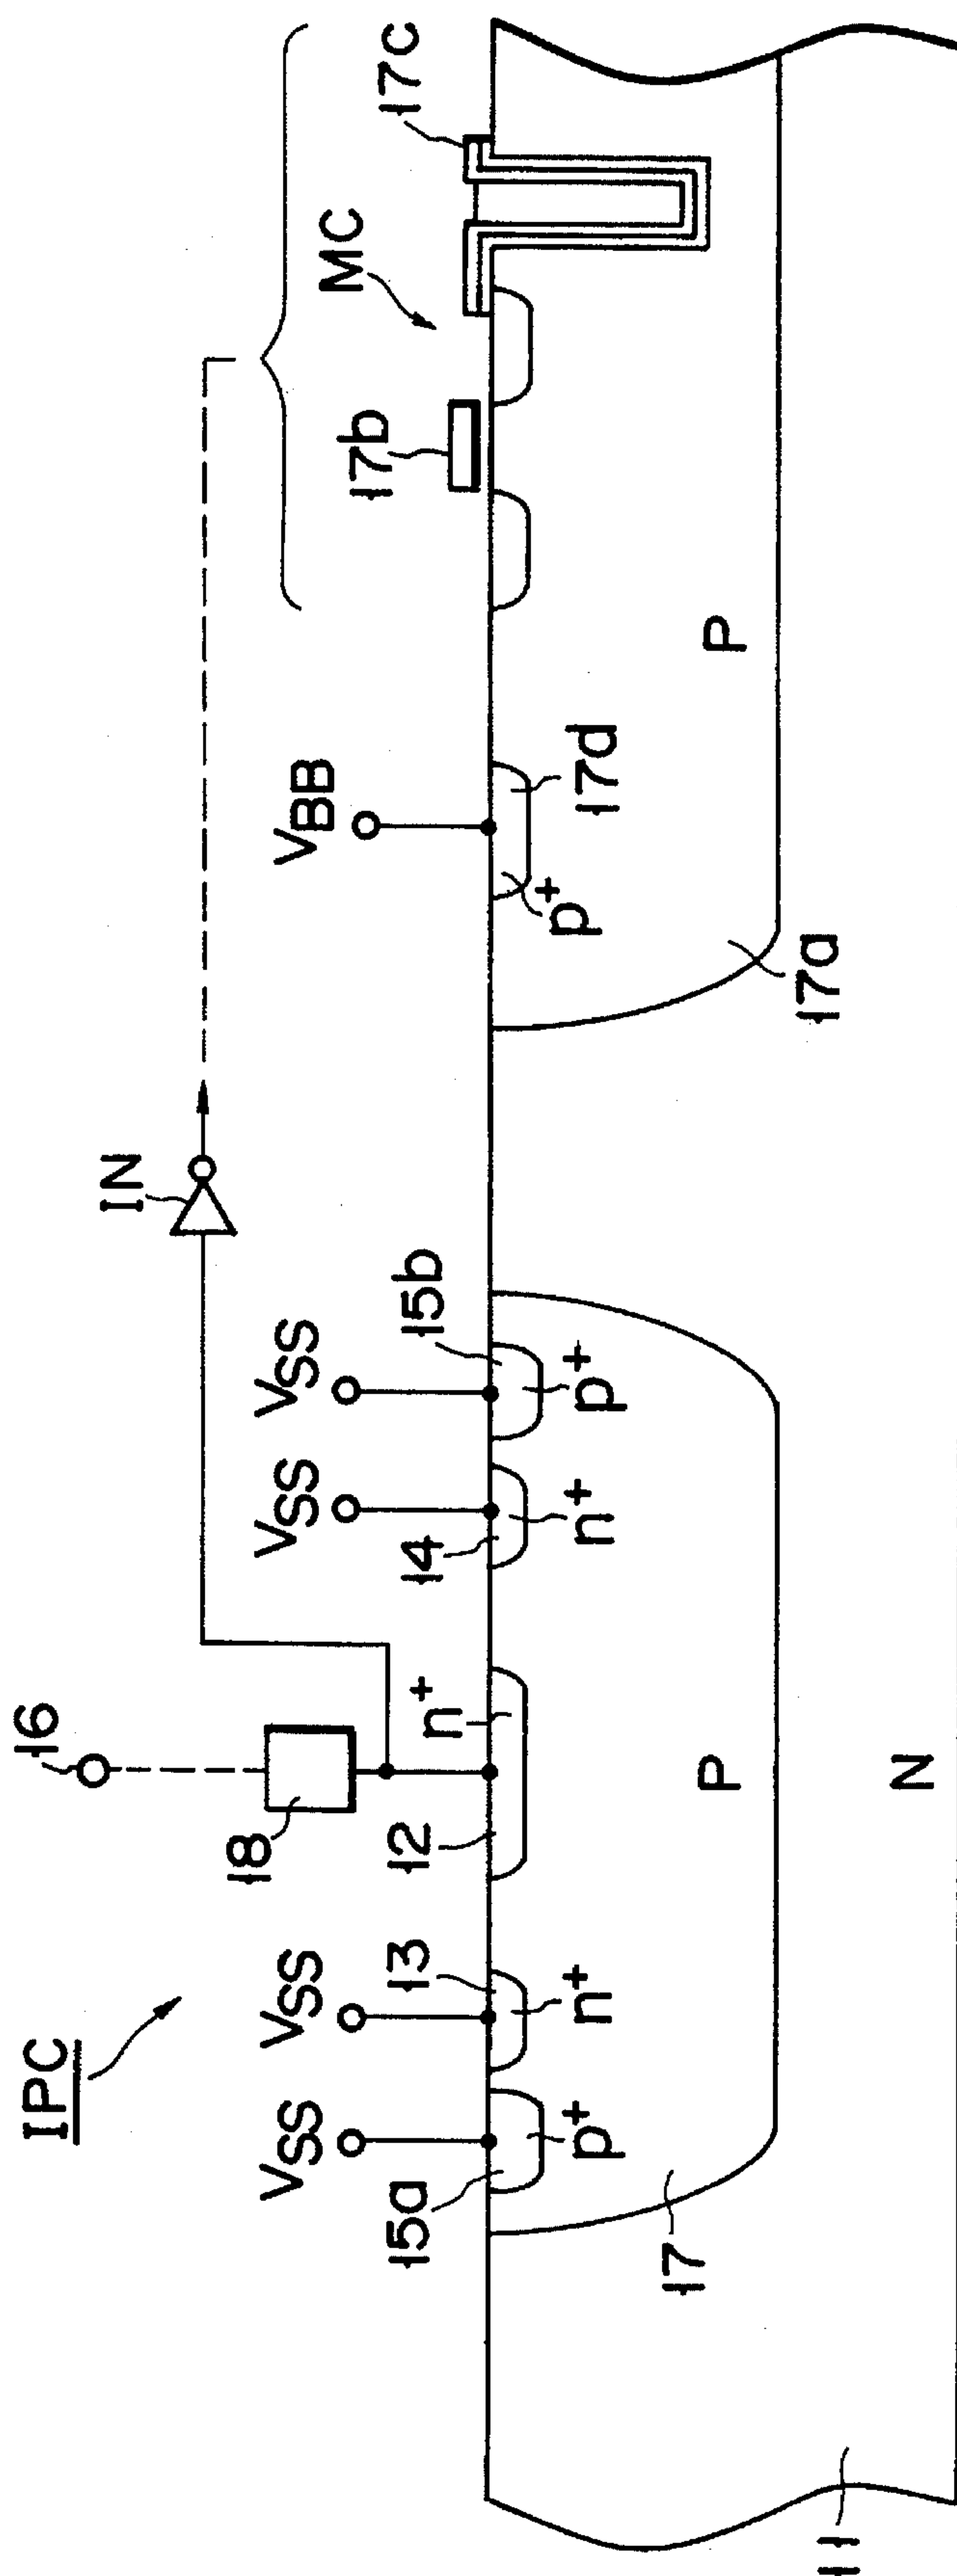 IPC
16
IN
18
VSS
VSS
VSS
VSS
VBB
MC
17b
17c
15a
13
12
n+
14
15b
p+
n+
n+
p+
p+
17d
17
P
17a
P
11
N